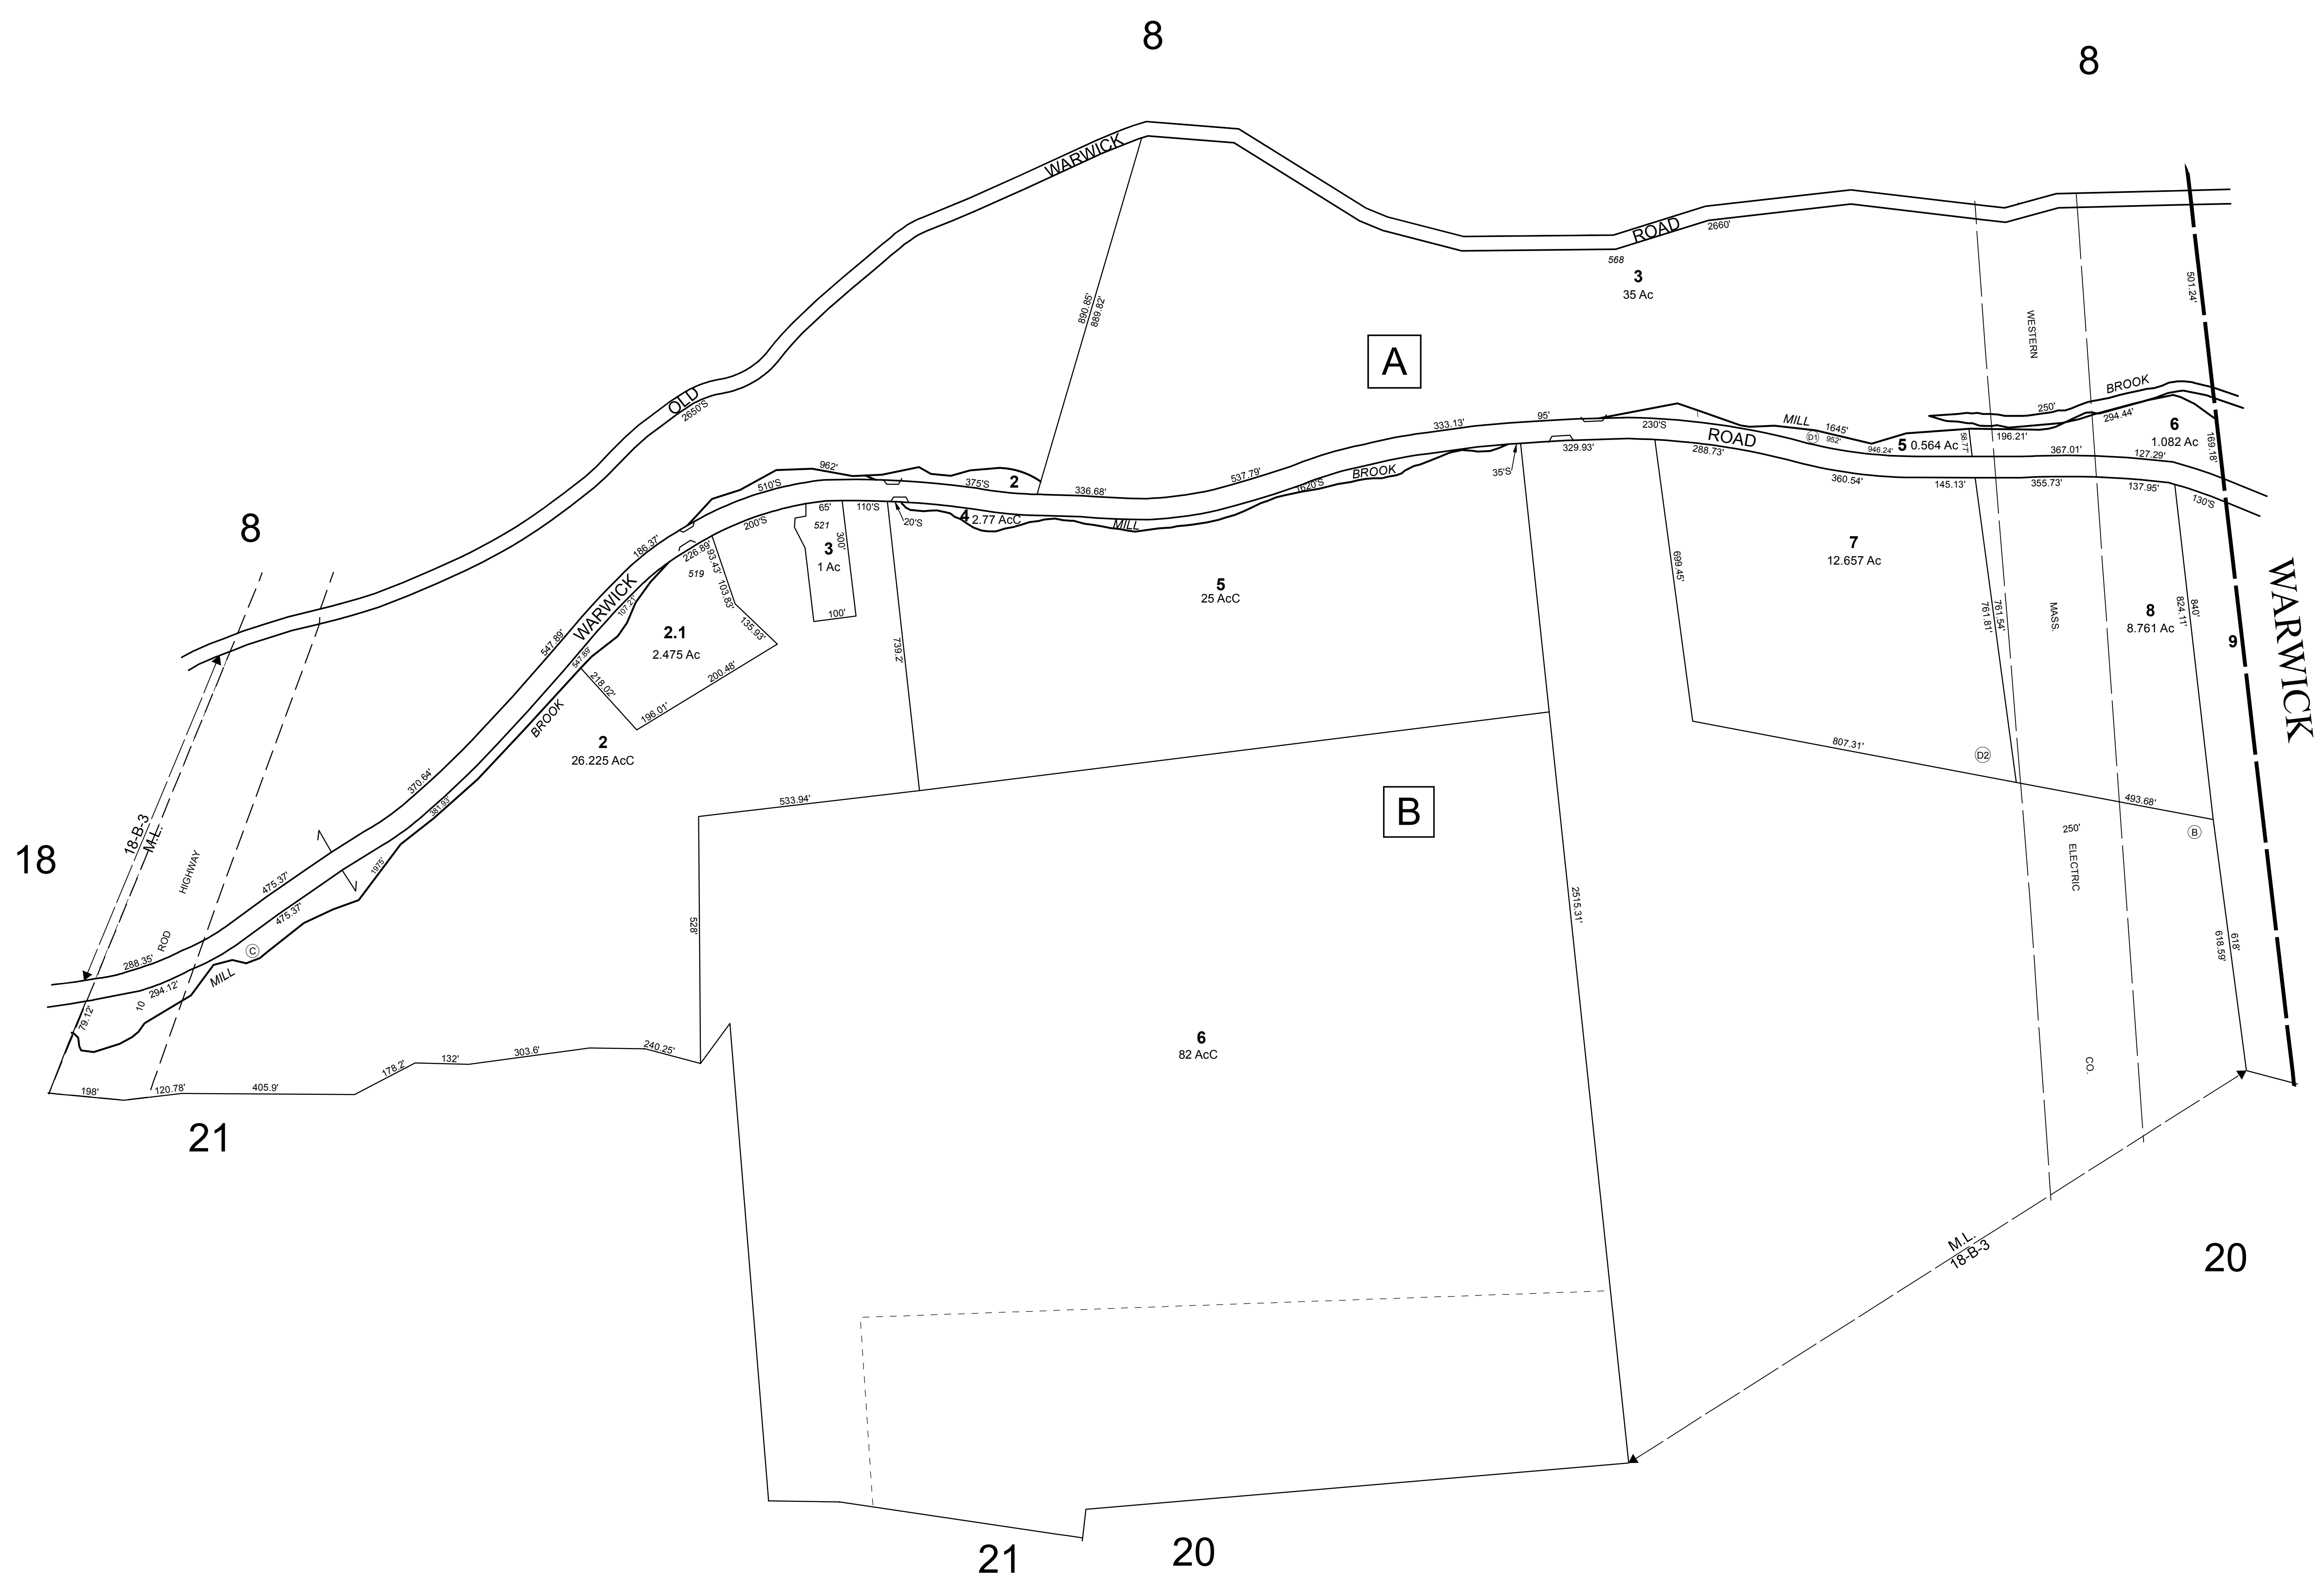 8
8
WARWICK
ROAD
2660'
568
3
35 Ac
501.24'
890.85'
889.82'
WESTERN
A
OLD
2650'S
BROOK
250'
294.44'
6
1.082 Ac
169.18'
333.13'
95'
230'S
ROAD
MILL
1645'
D1
952'
946.24'
5 0.564 Ac
58.77'
196.21'
367.01'
127.29'
962'
510'S
375'S
2
336.68'
537.79'
1620'S
BROOK
35'S
329.93'
288.73'
360.54'
145.13'
355.73'
137.95'
130'S
8
186.37'
226.89'
200'S
65'
110'S
20'S
4 2.77 AcC
MILL
521
3
1 Ac
300'
100'
519
93.43'
103.83'
135.93'
200.48'
196.01'
218.02'
2.1
2.475 Ac
WARWICK
107.21'
547.89'
547.89'
739.2'
5
25 AcC
699.45'
7
12.657 Ac
761.54'
761.81'
MASS.
8
8.761 Ac
840'
824.11'
9
WARWICK
BROOK
2
26.225 AcC
370.64'
381.93'
533.94'
807.31'
D2
493.68'
B
B
250'
ELECTRIC
18
18-B-3
M.L.
HIGHWAY
ROD
10
475.37'
475.37'
1975'
C
288.35'
294.12'
MILL
79.12'
528'
2515.31'
618'
618.59'
6
82 AcC
CO.
198'
120.78'
405.9'
178.2'
132'
303.6'
240.25'
21
M.L.
18-B-3
20
21
20